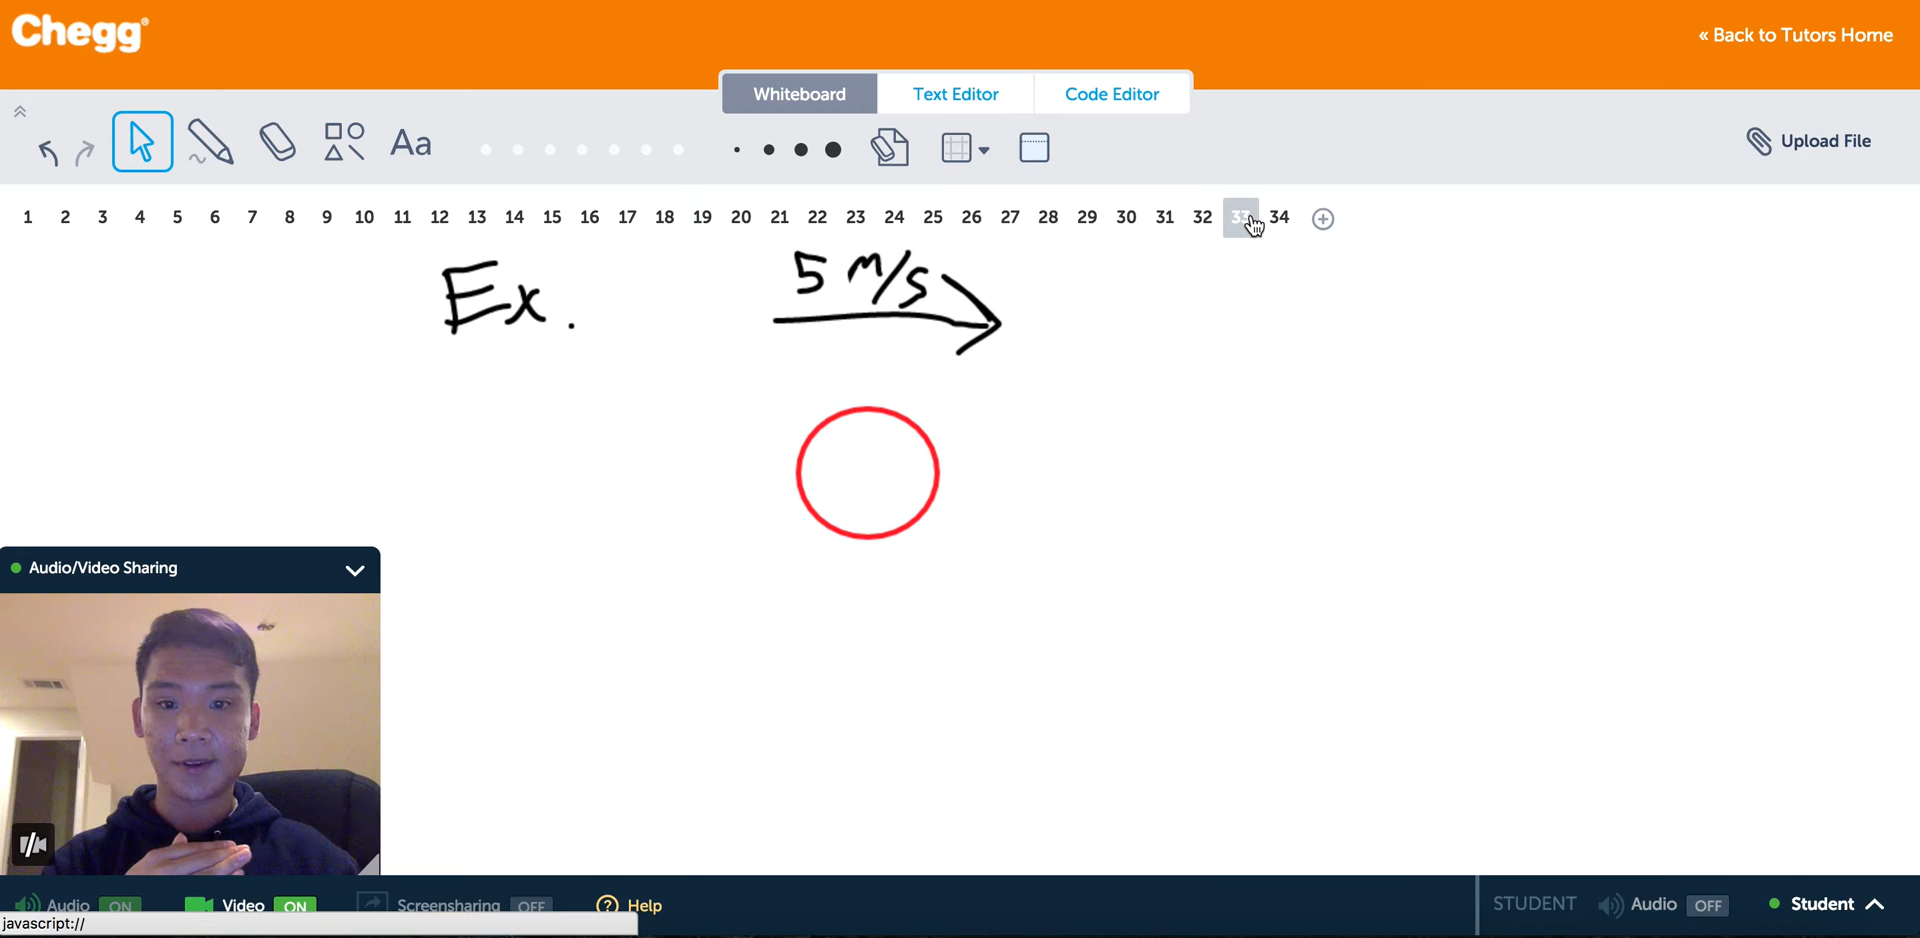 Chegg®
« Back to Tutors Home
Whiteboard Text Editor Code Editor
Aa
Upload File
1 2 3 4 5 6 7 8 9 10 11 12 13 14 15 16 17 18 19 20 21 22 23 24 25 26 27 28 29 30 31 32 33 34
Ex. 5 m/s
Audio/Video Sharing
Audio ON Video ON Screensharing OFF ? Help STUDENT Audio OFF Student
javascript://